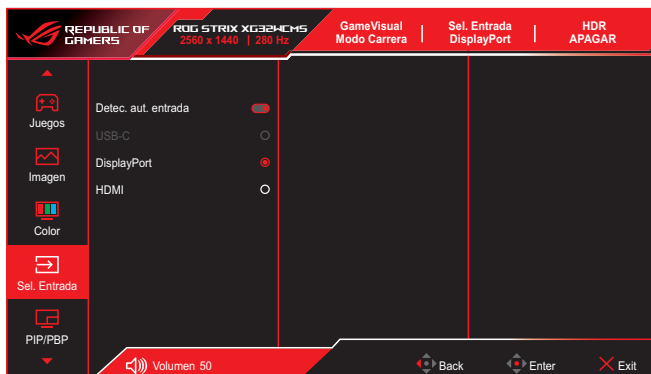 REPUBLIC OF
GAMERS
ROG STRIX XG32WCMS
2560 x 1440 | 280 Hz
GameVisual
Modo Carrera
Sel. Entrada
DisplayPort
HDR
APAGAR
Juegos
Imagen
Color
Sel. Entrada
PIP/PBP
Detec. aut. entrada
USB-C
DisplayPort
HDMI
Volumen 50
Back
Enter
Exit